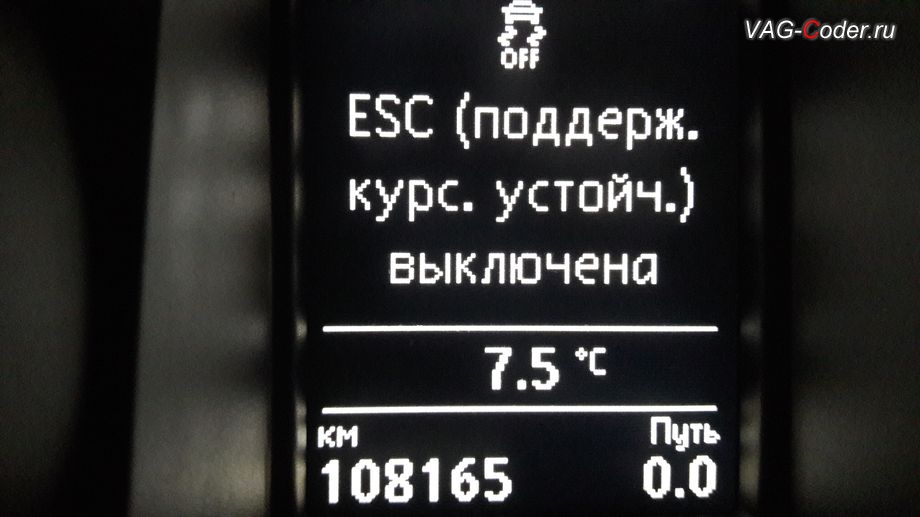 VAG-Coder.ru
OFF
ESC (поддерж.
курс. устойч.)
выключена
7.5 °C
км Путь
108165 0.0